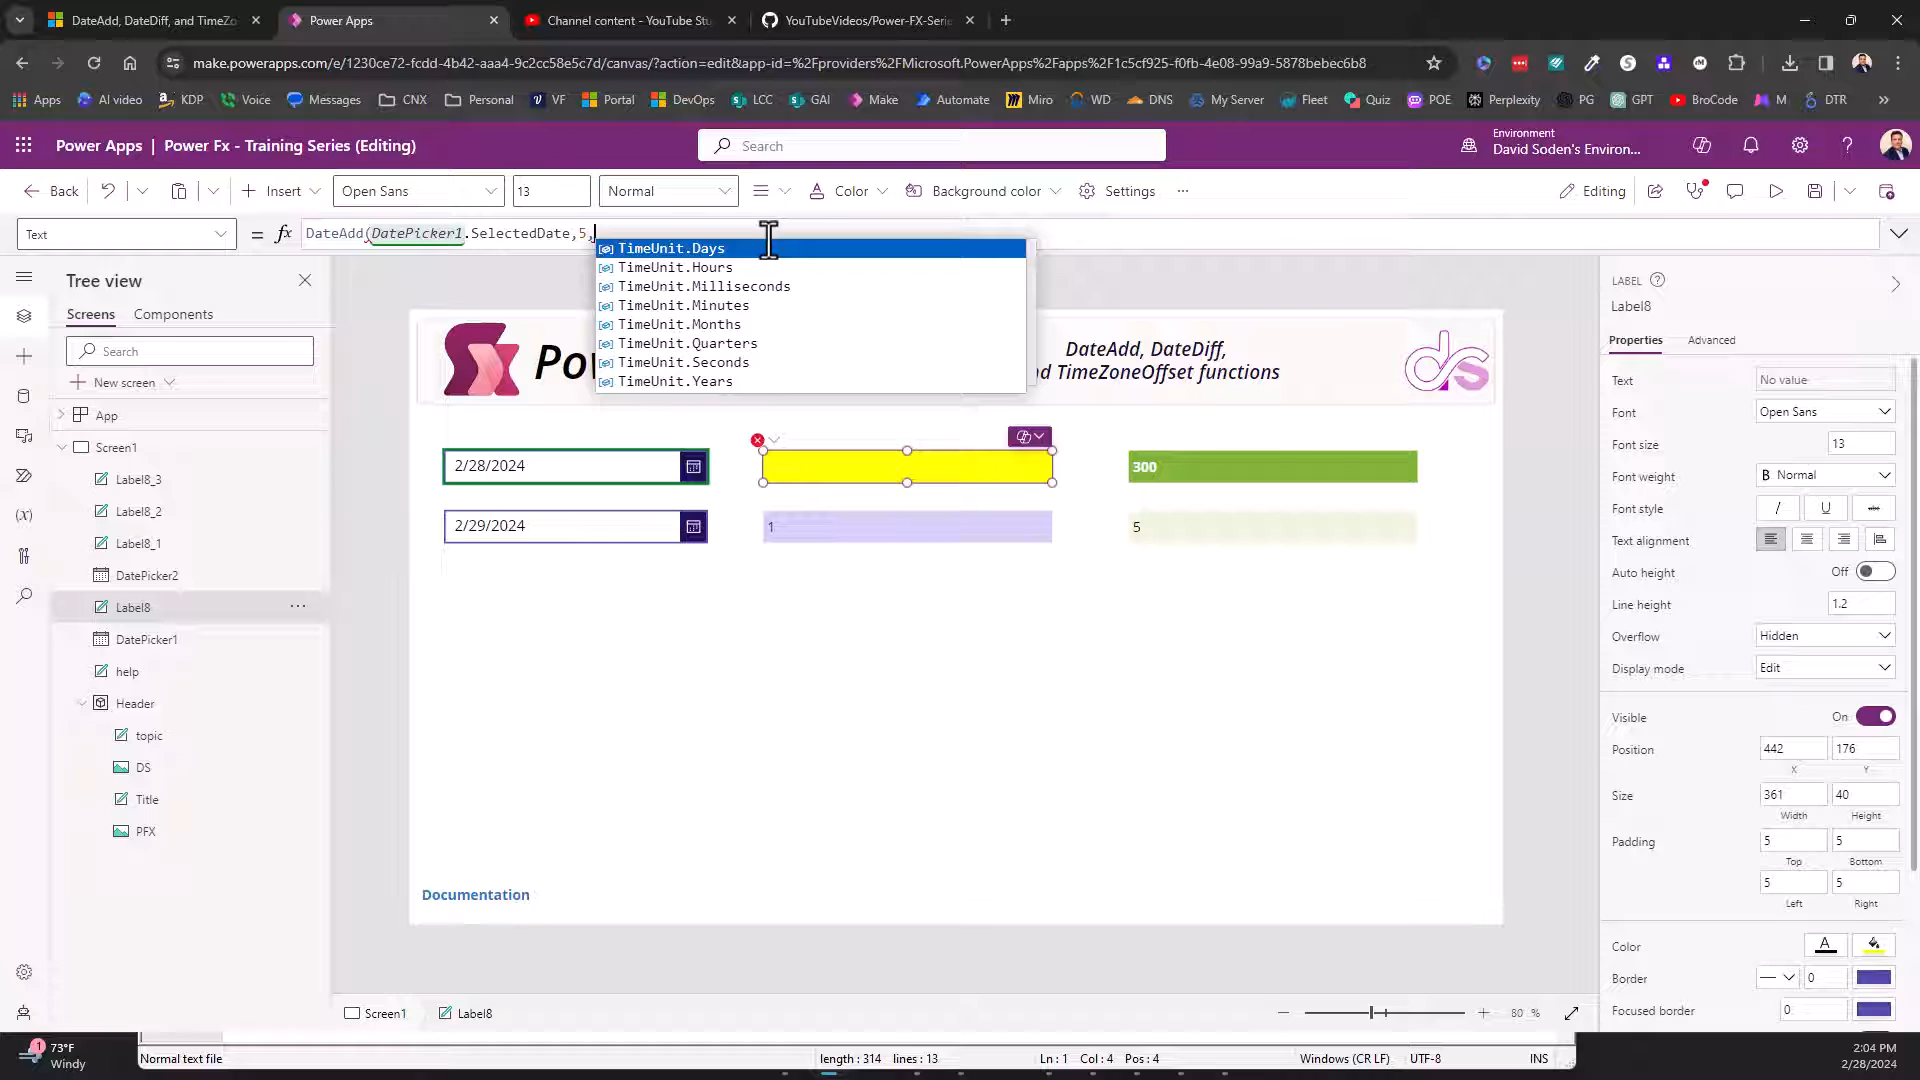 DateAdd, DateDiff, and TimeZo
Power Apps
Channel content - YouTube Stu
YouTubeVideos/Power-FX-Serie
make.powerapps.com/e/1230ce72-fcdd-4b42-aaa4-9c2cc58e5c7d/canvas/?action=edit&app-id=%2Fproviders%2FMicrosoft.PowerApps%2Fapps%2F1c5cf925-f0fb-4e08-99a9-5878bebec6b8
Apps AI video KDP Voice Messages CNX Personal VF Portal DevOps LCC GAI Make Automate Miro WD DNS My Server Fleet Quiz POE Perplexity PG GPT BroCode M DTR
Power Apps | Power Fx - Training Series (Editing)
Search
Environment
David Soden's Environ...
Back Insert Open Sans 13 Normal Color Background color Settings Editing
Text = fx DateAdd(DatePicker1.SelectedDate,5,
TimeUnit.Days
TimeUnit.Hours
TimeUnit.Milliseconds
TimeUnit.Minutes
TimeUnit.Months
TimeUnit.Quarters
TimeUnit.Seconds
TimeUnit.Years
Tree view
Screens Components
Search
New screen
App
Screen1
Label8_3
Label8_2
Label8_1
DatePicker2
Label8
DatePicker1
help
Header
topic
DS
Title
PFX
Po
DateAdd, DateDiff,
nd TimeZoneOffset functions
ds
2/28/2024
300
2/29/2024
1
5
Documentation
Screen1 Label8
80 %
LABEL
Label8
Properties Advanced
Text No value
Font Open Sans
Font size 13
Font weight B Normal
Font style / U
Text alignment
Auto height Off
Line height 1.2
Overflow Hidden
Display mode Edit
Visible On
Position 442 176
X Y
Size 361 40
Width Height
Padding 5 5
Top Bottom
5 5
Left Right
Color A
Border 0
Focused border 0
1
73°F
Windy
Normal text file length : 314 lines : 13 Ln : 1 Col : 4 Pos : 4 Windows (CR LF) UTF-8 INS
2:04 PM
2/28/2024